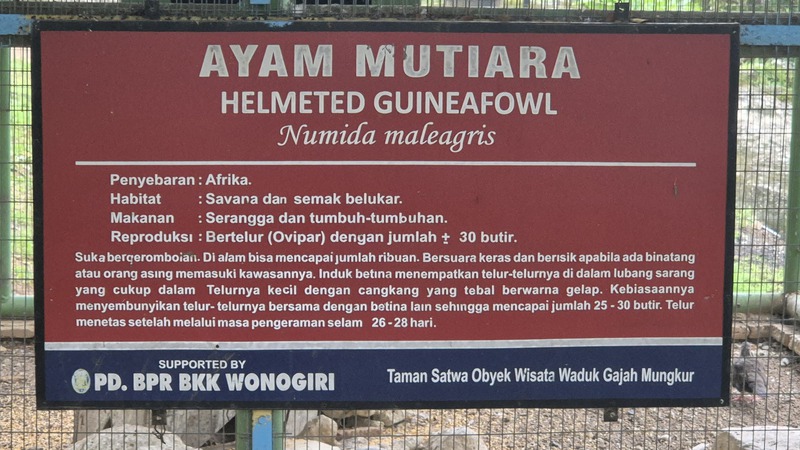 AYAM MUTIARA
HELMETED GUINEAFOWL
Numida maleagris
Penyebaran : Afrika.
Habitat : Savana dan semak belukar.
Makanan : Serangga dan tumbuh-tumbuhan.
Reproduksi : Bertelur (Ovipar) dengan jumlah ± 30 butir.
Suka bergerombolan. Di alam bisa mencapai jumlah ribuan. Bersuara keras dan berisik apabila ada binatang
atau orang asing memasuki kawasannya. Induk betina menempatkan telur-telurnya di dalam lubang sarang
yang cukup dalam Telurnya kecil dengan cangkang yang tebal berwarna gelap. Kebiasaannya
menyembunyikan telur- telurnya bersama dengan betina lain sehingga mencapai jumlah 25 - 30 butir. Telur
menetas setelah melalui masa pengeraman selam 26 - 28 hari.
SUPPORTED BY
PD. BPR BKK WONOGIRI
Taman Satwa Obyek Wisata Waduk Gajah Mungkur